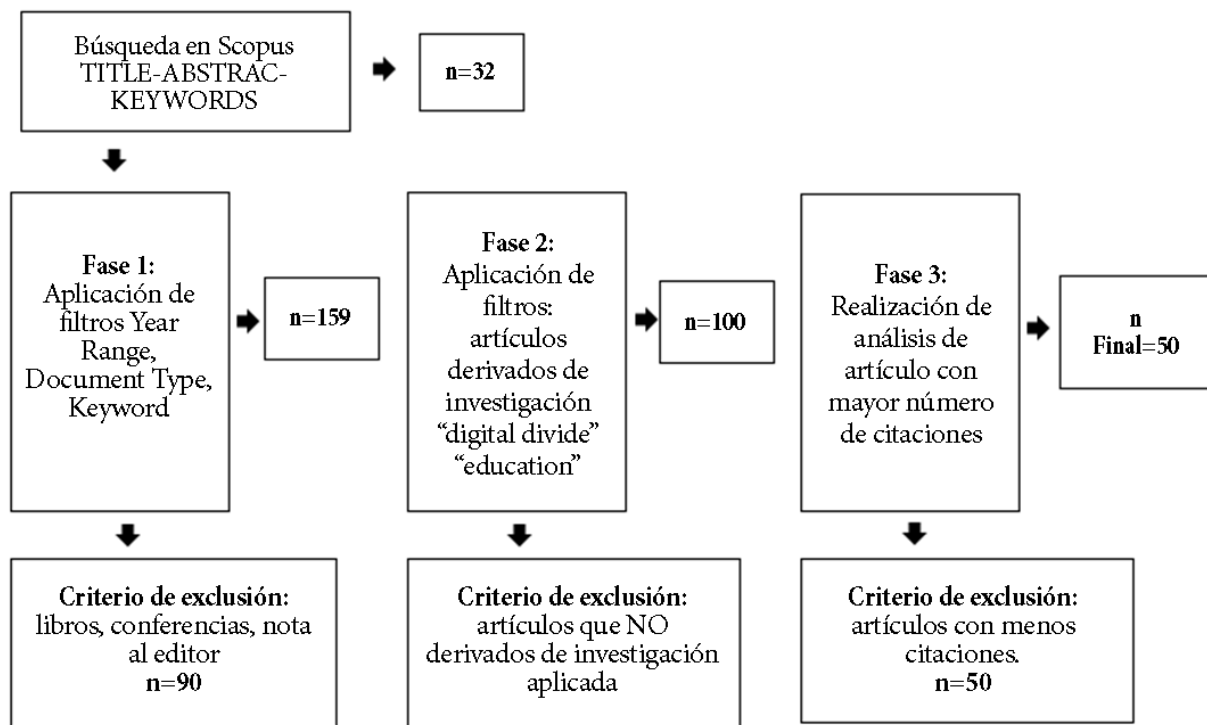 Búsqueda en Scopus
TITLE-ABSTRAC-
KEYWORDS
n=32
Fase 1:
Aplicación de
filtros Year
Range,
Document Type,
Keyword
n=159
Fase 2:
Aplicación de
filtros:
artículos
derivados de
investigación
“digital divide”
“education”
n=100
Fase 3:
Realización de
análisis de
artículo con
mayor número
de citaciones
n
Final=50
Criterio de exclusión:
libros, conferencias, nota
al editor
n=90
Criterio de exclusión:
artículos que NO
derivados de investigación
aplicada
Criterio de exclusión:
artículos con menos
citaciones.
n=50